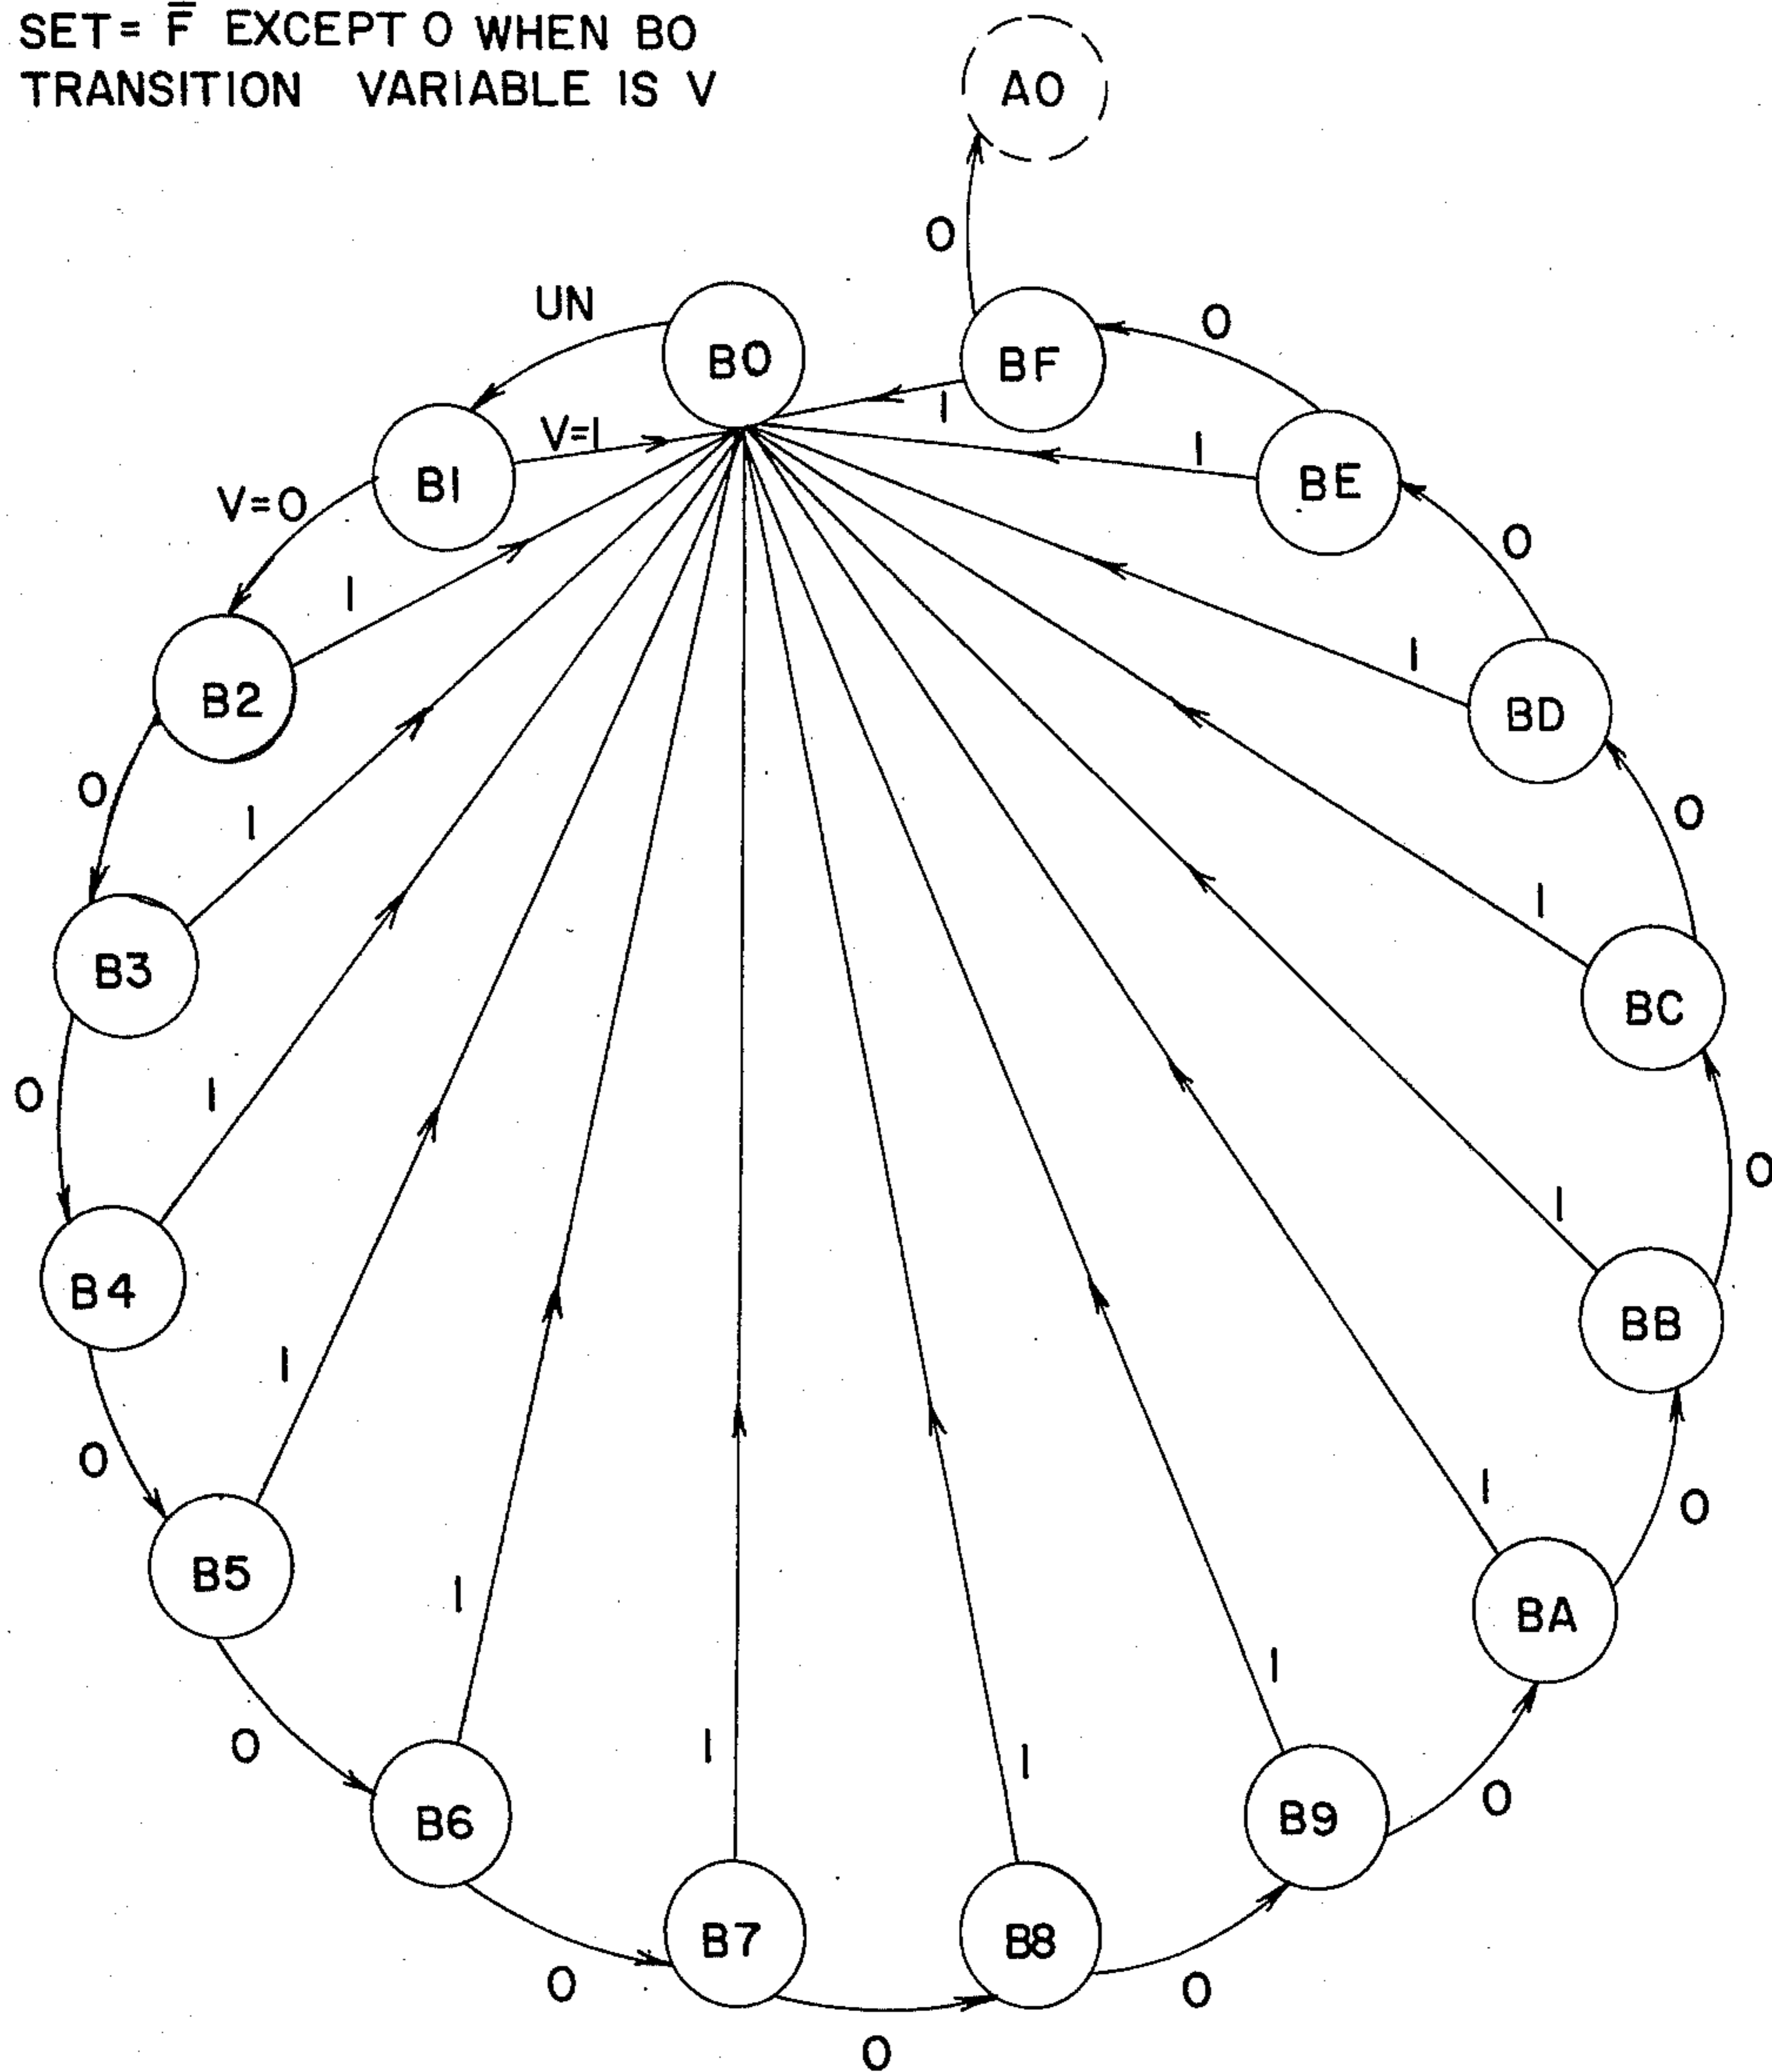 SET= F̅ EXCEPT 0 WHEN B0
TRANSITION VARIABLE IS V
A0
0
UN
B0
BF
0
1
V=1
B1
BE
1
V=0
0
1
B2
1
BD
0
0
1
B3
1
BC
0
1
0
B4
1
BB
1
0
B5
1
0
BA
1
1
0
B6
1
1
0
B9
0
B7
B8
0
0
0